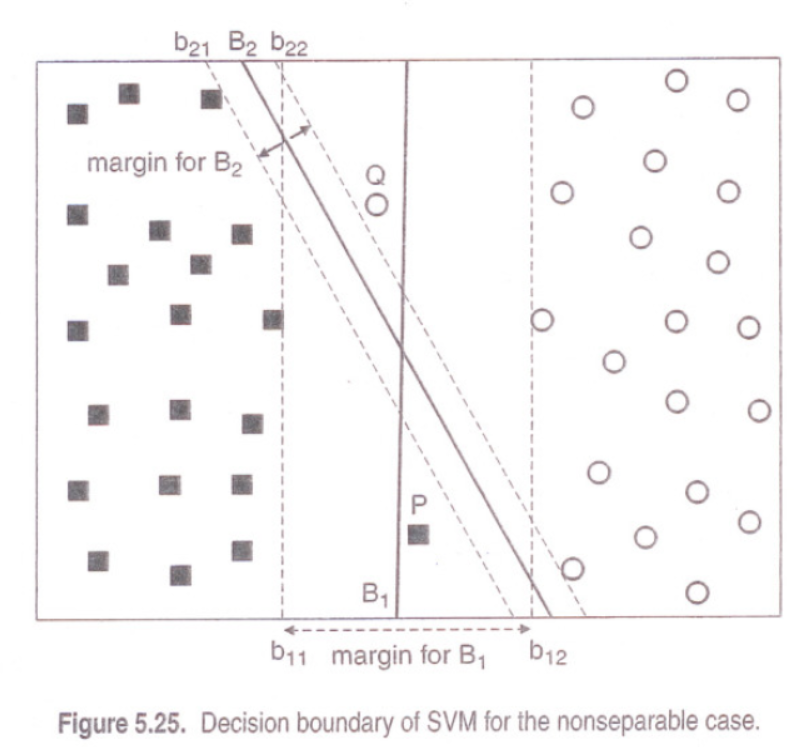 b21 B2 b22
margin for B2
Q
P
B1
b11 margin for B1 b12
Figure 5.25. Decision boundary of SVM for the nonseparable case.